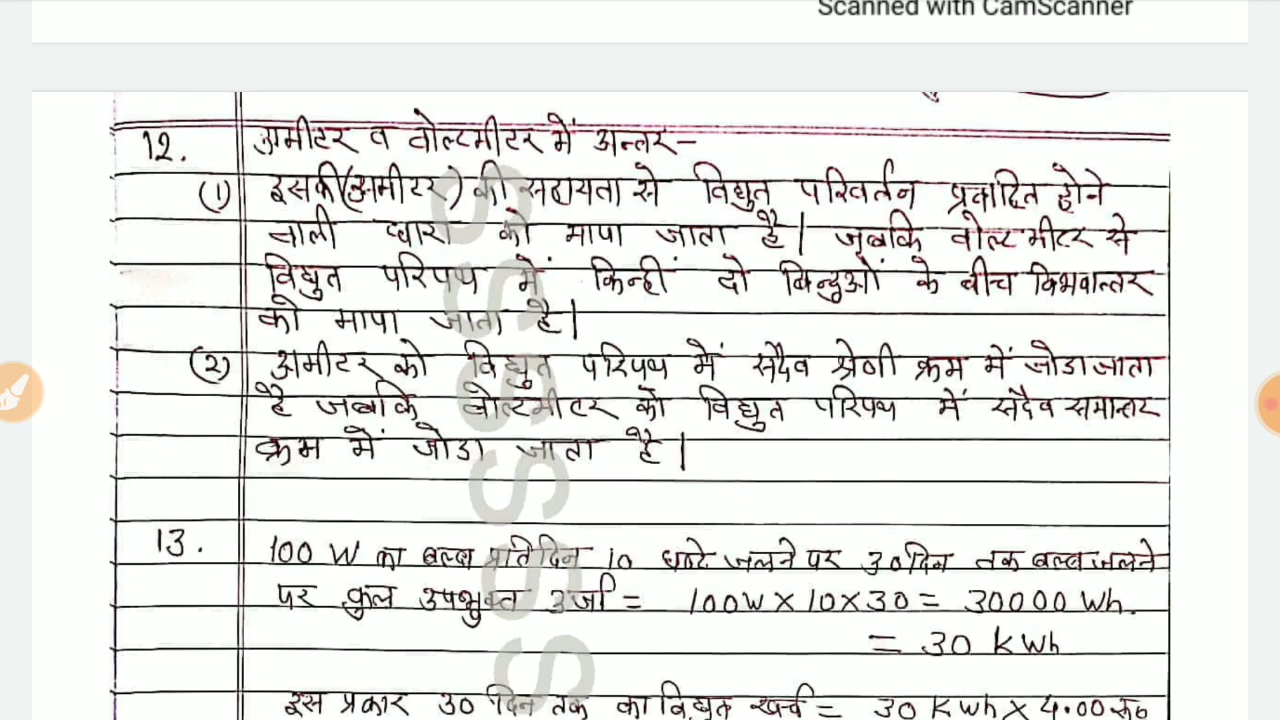 Scanned with CamScanner
12. अमीटर व वोल्टमीटर में अन्तर-
(1) इसकी(अमीटर) की सहायता से विद्युत परिवर्तन प्रवाहित होने
वाली धारा को मापा जाता है। जबकि वोल्टमीटर से
विद्युत परिपथ में किन्हीं दो बिन्दुओं के बीच विभवान्तर
को मापा जाता है।
(2) अमीटर को विद्युत परिपथ में सदैव श्रेणी क्रम में जोडा जाता
है जबकि वोल्टमीटर को विद्युत परिपथ में सदैव समान्तर
क्रम में जोडा जाता है।
13. 100 W का बल्ब प्रतिदिन 10 घण्टे जलने पर 30 दिन तक बल्ब जलने
पर कुल उपभुक्त उर्जा = 100W X 10 X 30 = 30000 Wh.
= 30 KWh
इस प्रकार 30 दिन तक का विद्युत खर्च = 30 KWh X 4.00 रू०
SSSSSS